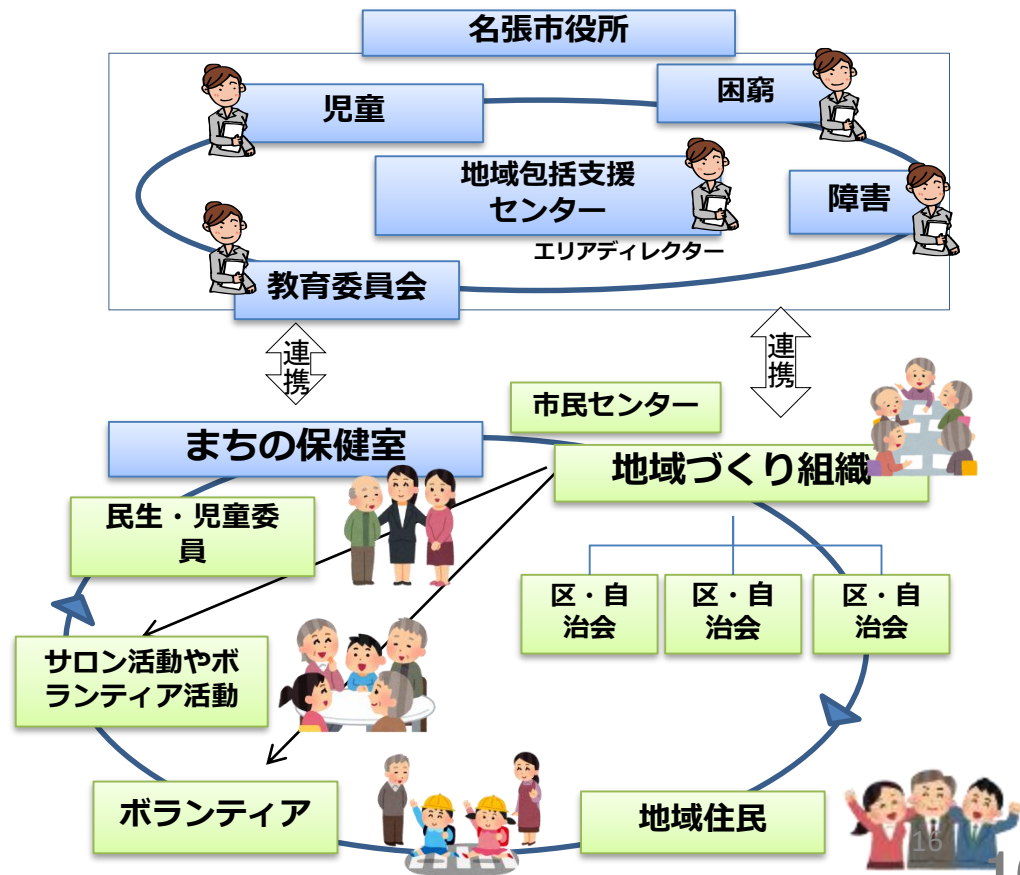 名張市役所
児童
困窮
地域包括支援
センター
障害
エリアディレクター
教育委員会
連
携
連
携
市民センター
まちの保健室
地域づくり組織
民生・児童委
員
区・自
治会
区・自
治会
区・自
治会
サロン活動やボ
ランティア活動
ボランティア
地域住民
16